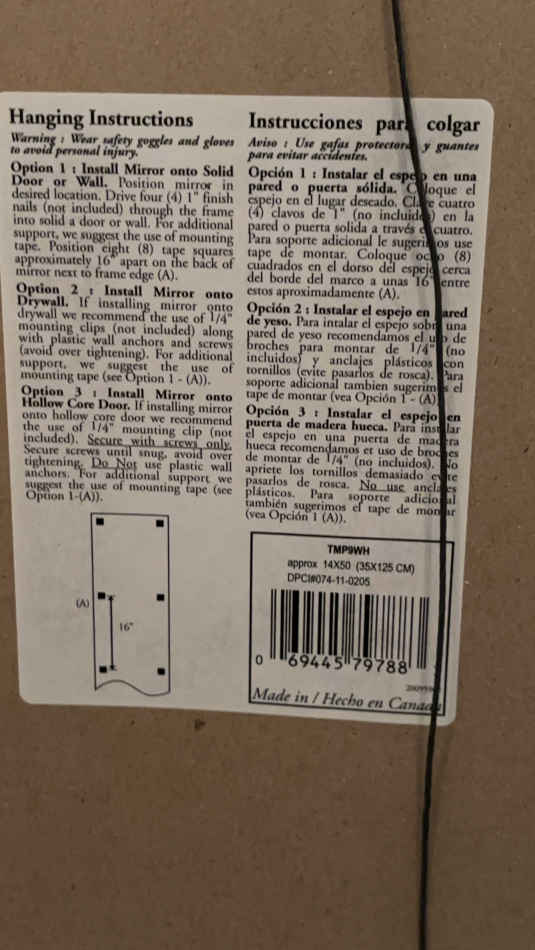 Hanging Instructions
Warning : Wear safety goggles and gloves
to avoid personal injury.
Option 1 : Install Mirror onto Solid
Door or Wall. Position mirror in
desired location. Drive four (4) 1" finish
nails (not included) through the frame
into solid a door or wall. For additional
support, we suggest the use of mounting
tape. Position eight (8) tape squares
approximately 16" apart on the back of
mirror next to frame edge (A).
Option 2 : Install Mirror onto
Drywall. If installing mirror onto
drywall we recommend the use of 1/4"
mounting clips (not included) along
with plastic wall anchors and screws
(avoid over tightening). For additional
support, we suggest the use of
mounting tape (see Option 1 - (A)).
Option 3 : Install Mirror onto
Hollow Core Door. If installing mirror
onto hollow core door we recommend
the use of 1/4" mounting clip (not
included). Secure with screws only.
Secure screws until snug, avoid over
tightening. Do Not use plastic wall
anchors. For additional support we
suggest the use of mounting tape (see
Option 1-(A)).
(A)
16"
Instrucciones para colgar
Aviso : Use gafas protectoras y guantes
para evitar accidentes.
Opción 1 : Instalar el espejo en una
pared o puerta sólida. Coloque el
espejo en el lugar deseado. Clave cuatro
(4) clavos de 1" (no incluidos) en la
pared o puerta solida a través de cuatro.
Para soporte adicional le sugerimos use
tape de montar. Coloque ocho (8)
cuadrados en el dorso del espejo cerca
del borde del marco a unas 16" entre
estos aproximadamente (A).
Opción 2 : Instalar el espejo en pared
de yeso. Para intalar el espejo sobre una
pared de yeso recomendamos el uso de
broches para montar de 1/4" (no
incluidos) y anclajes plásticos con
tornillos (evite pasarlos de rosca). Para
soporte adicional tambien sugerimos el
tape de montar (vea Opción 1 - (A)).
Opción 3 : Instalar el espejo en
puerta de madera hueca. Para instalar
el espejo en una puerta de madera
hueca recomendamos et uso de broches
de montar de 1/4" (no incluidos). No
apriete los tornillos demasiado evite
pasarlos de rosca. No use anclajes
plásticos. Para soporte adicional
también sugerimos el tape de montar
(vea Opción 1 (A)).
TMP9WH
approx 14X50 (35X125 CM)
DPCI#074-11-0205
0 69445 79788
Made in / Hecho en Canada